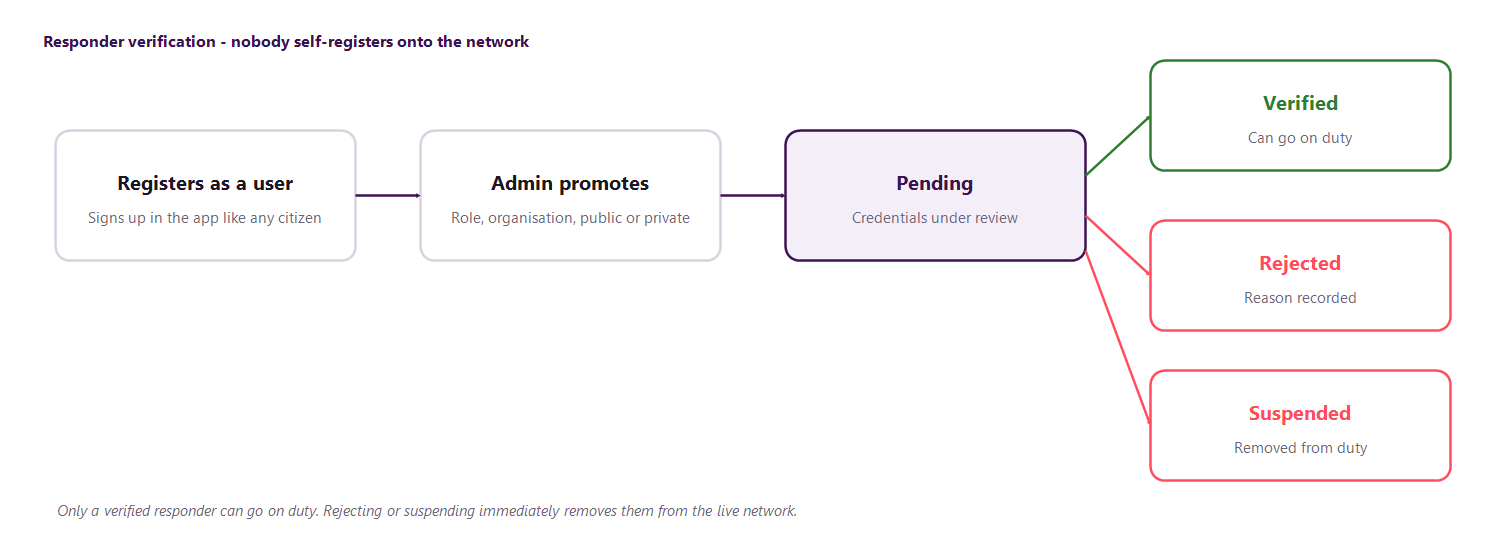 Responder verification - nobody self-registers onto the network
Registers as a user
Signs up in the app like any citizen
Admin promotes
Role, organisation, public or private
Pending
Credentials under review
Verified
Can go on duty
Rejected
Reason recorded
Suspended
Removed from duty
Only a verified responder can go on duty. Rejecting or suspending immediately removes them from the live network.